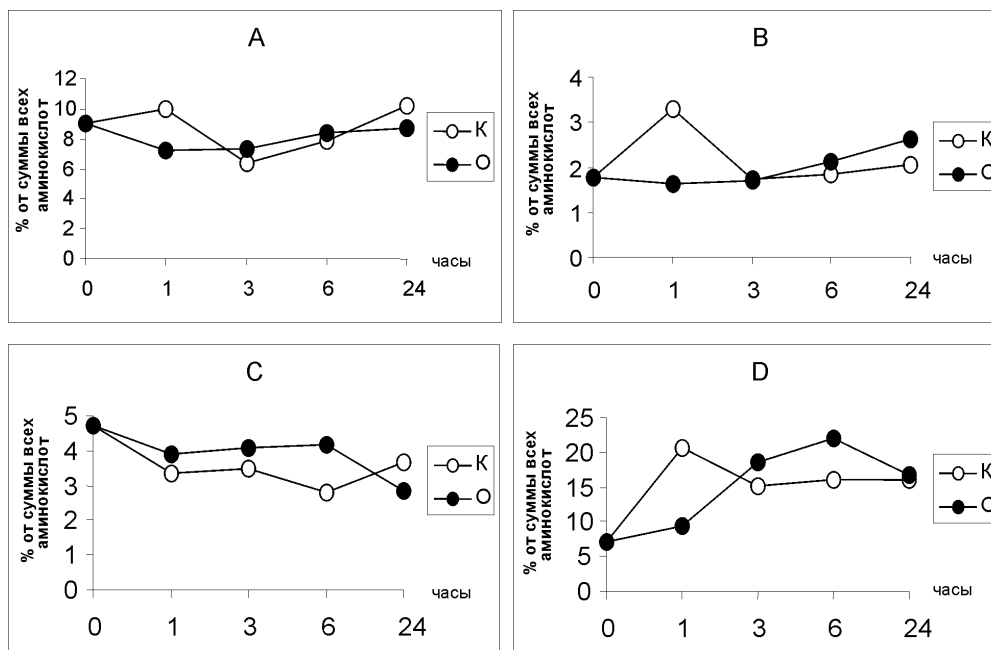 A
% от суммы всех
аминокислот
12
10
8
6
4
2
0
0 1 3 6 24
часы
К
О
B
% от суммы всех
аминокислот
4
3
2
1
0
0 1 3 6 24
часы
К
О
C
% от суммы всех
аминокислот
5
4
3
2
1
0
0 1 3 6 24
часы
К
О
D
% от суммы всех
аминокислот
25
20
15
10
5
0
0 1 3 6 24
часы
К
О